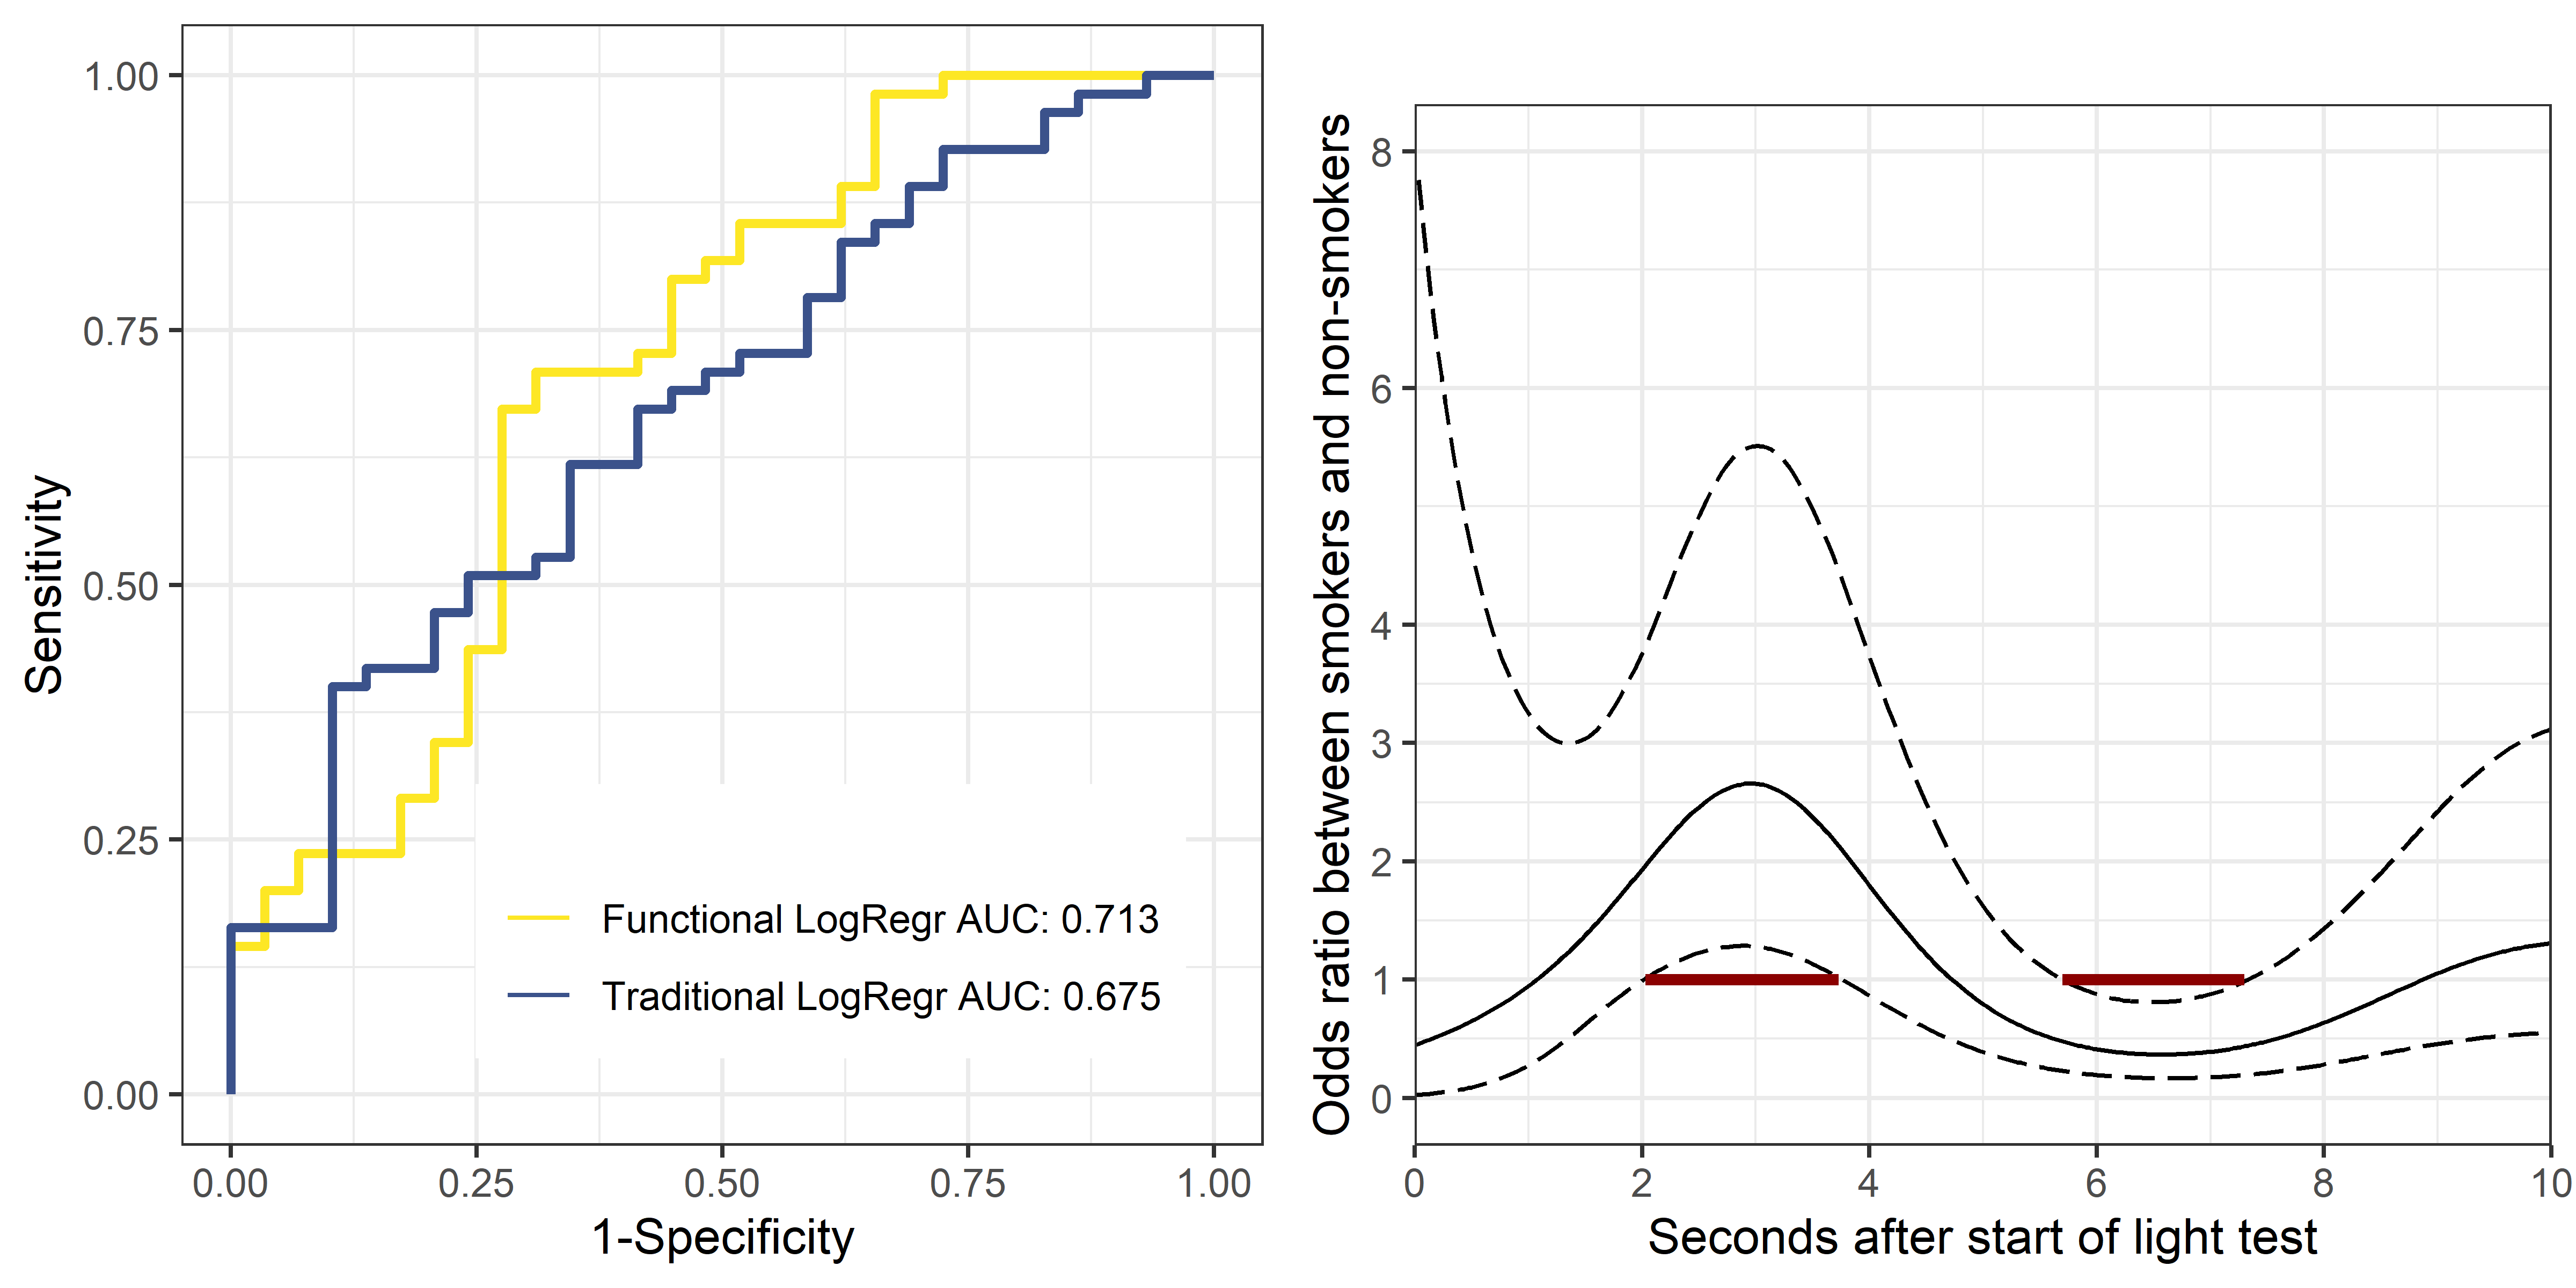 Sensitivity
1.00
0.75
0.50
0.25
0.00
Functional LogRegr AUC: 0.713
Traditional LogRegr AUC: 0.675
0.00 0.25 0.50 0.75 1.00
1-Specificity
Odds ratio between smokers and non-smokers
8
6
4
3
2
1
0
0 2 4 6 8 10
Seconds after start of light test